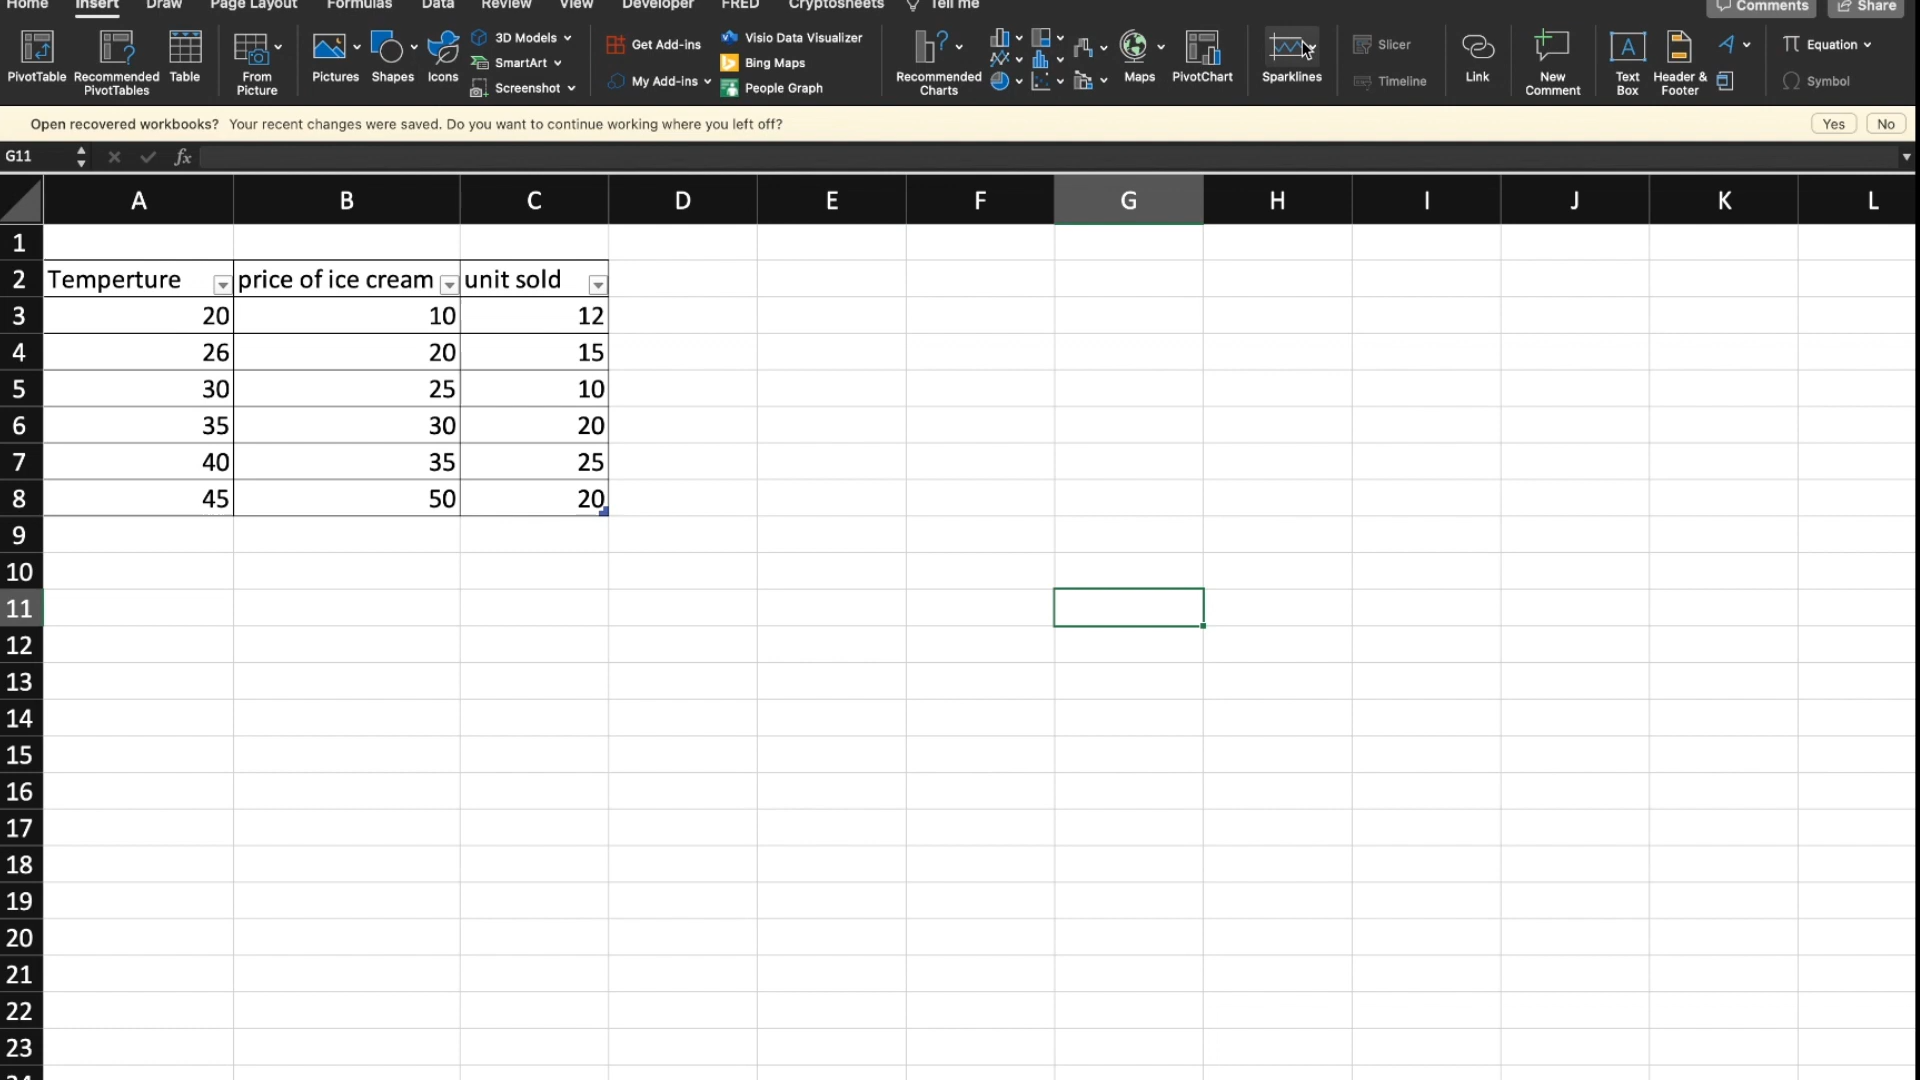 Home Insert Draw Page Layout Formulas Data Review View Developer FRED Cryptosheets Tell me Comments Share
PivotTable
Recommended PivotTables
Table
From Picture
Pictures
Shapes
Icons
3D Models
SmartArt
Screenshot
Get Add-ins
My Add-ins
Visio Data Visualizer
Bing Maps
People Graph
Recommended Charts
Maps
PivotChart
Sparklines
Slicer
Timeline
Link
New Comment
Text Box
Header & Footer
Equation
Symbol
Open recovered workbooks? Your recent changes were saved. Do you want to continue working where you left off? Yes No
G11 fx
A B C D E F G H I J K L
1
2 Temperture price of ice cream unit sold
3 20 10 12
4 26 20 15
5 30 25 10
6 35 30 20
7 40 35 25
8 45 50 20
9
10
11
12
13
14
15
16
17
18
19
20
21
22
23